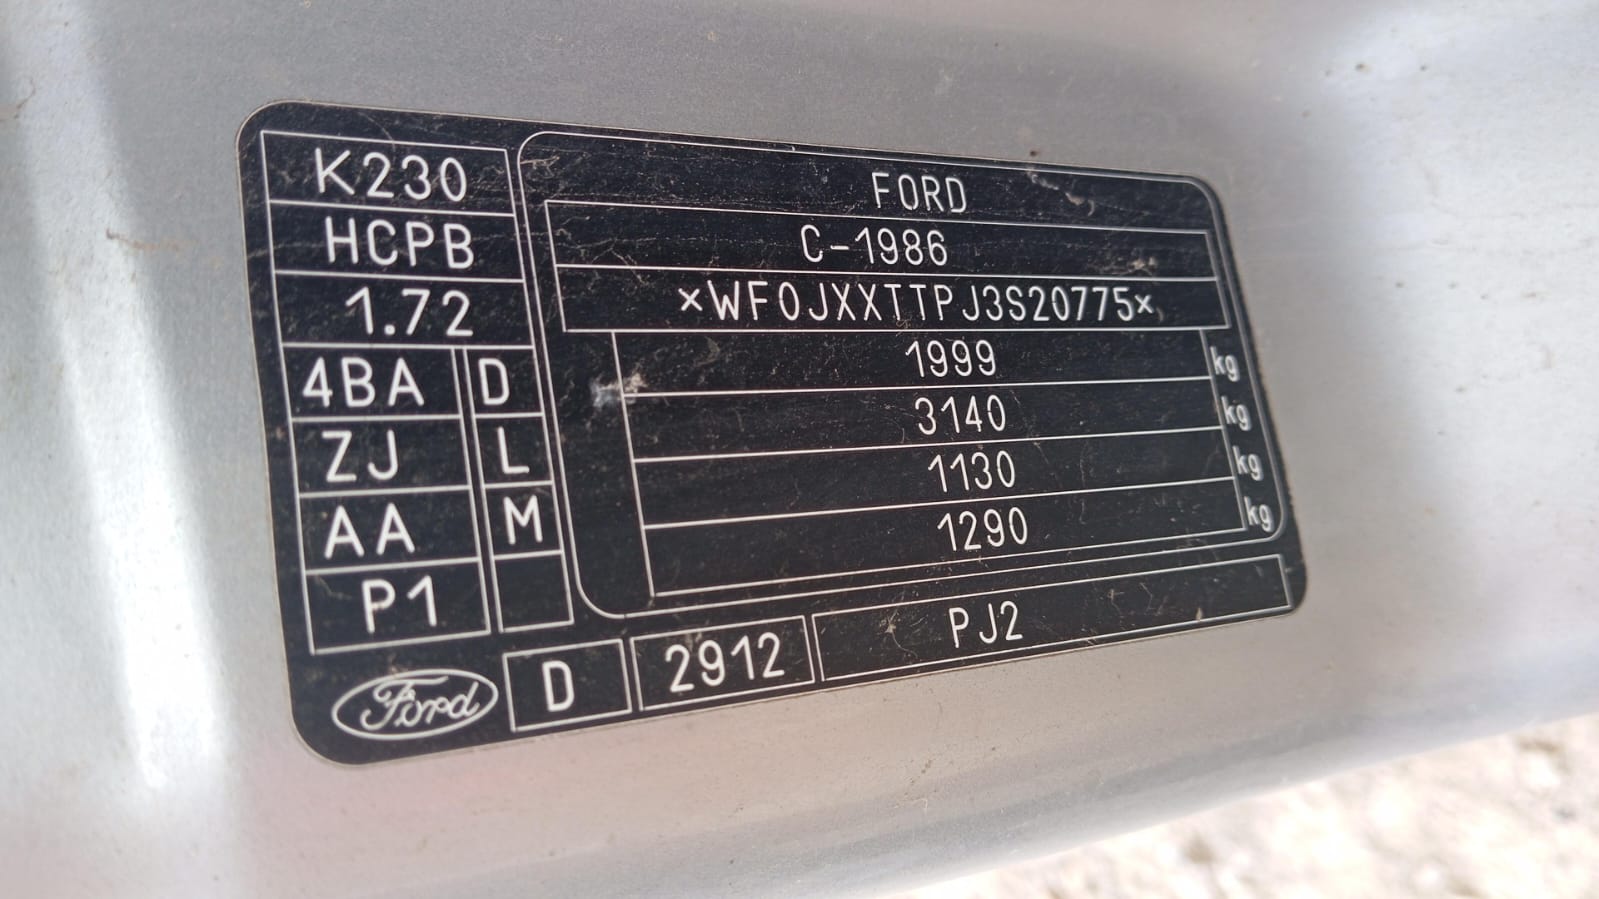 K230
HCPB
1.72
4BA D
ZJ L
AA M
P1
FORD
C-1986
×WF0JXXTTPJ3S20775×
1999 kg
3140 kg
1130 kg
1290 kg
Ford D 2912 PJ2